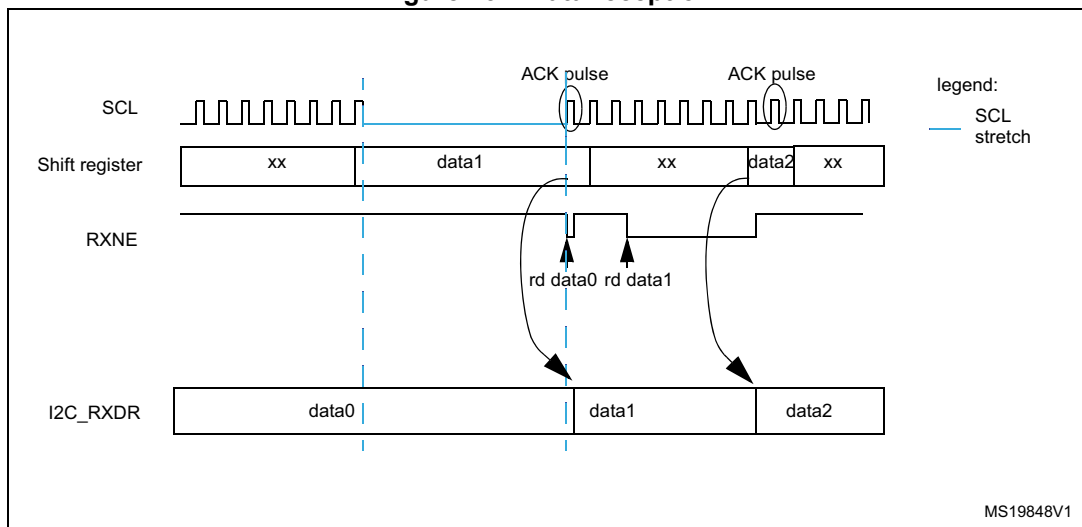 ACK pulse ACK pulse
legend:
SCL
SCL
stretch
Shift register xx data1 xx data2 xx
RXNE
rd data0 rd data1
I2C_RXDR data0 data1 data2
MS19848V1